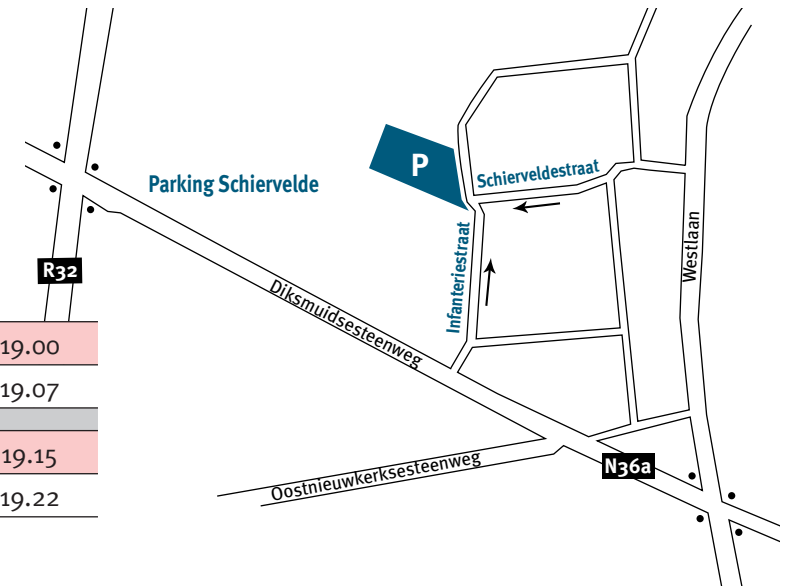 P
Schierveldestraat
Parking Schiervelde
Infanteriestraat
Westlaan
R32
Diksmuidsesteenweg
19.00
19.07
19.15
19.22
Oostnieuwkerksesteenweg
N36a